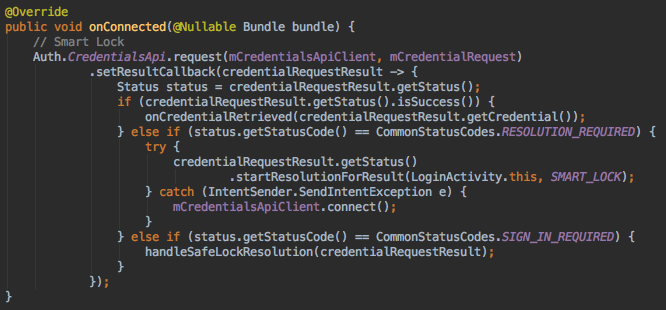 @Override
public void onConnected(@Nullable Bundle bundle) {
    // Smart Lock
    Auth.CredentialsApi.request(mCredentialsApiClient, mCredentialRequest)
            .setResultCallback(credentialRequestResult -> {
                Status status = credentialRequestResult.getStatus();
                if (credentialRequestResult.getStatus().isSuccess()) {
                    onCredentialRetrieved(credentialRequestResult.getCredential());
                } else if (status.getStatusCode() == CommonStatusCodes.RESOLUTION_REQUIRED) {
                    try {
                        credentialRequestResult.getStatus()
                                .startResolutionForResult(LoginActivity.this, SMART_LOCK);
                    } catch (IntentSender.SendIntentException e) {
                        mCredentialsApiClient.connect();
                    }
                } else if (status.getStatusCode() == CommonStatusCodes.SIGN_IN_REQUIRED) {
                    handleSafeLockResolution(credentialRequestResult);
                }
            });
}